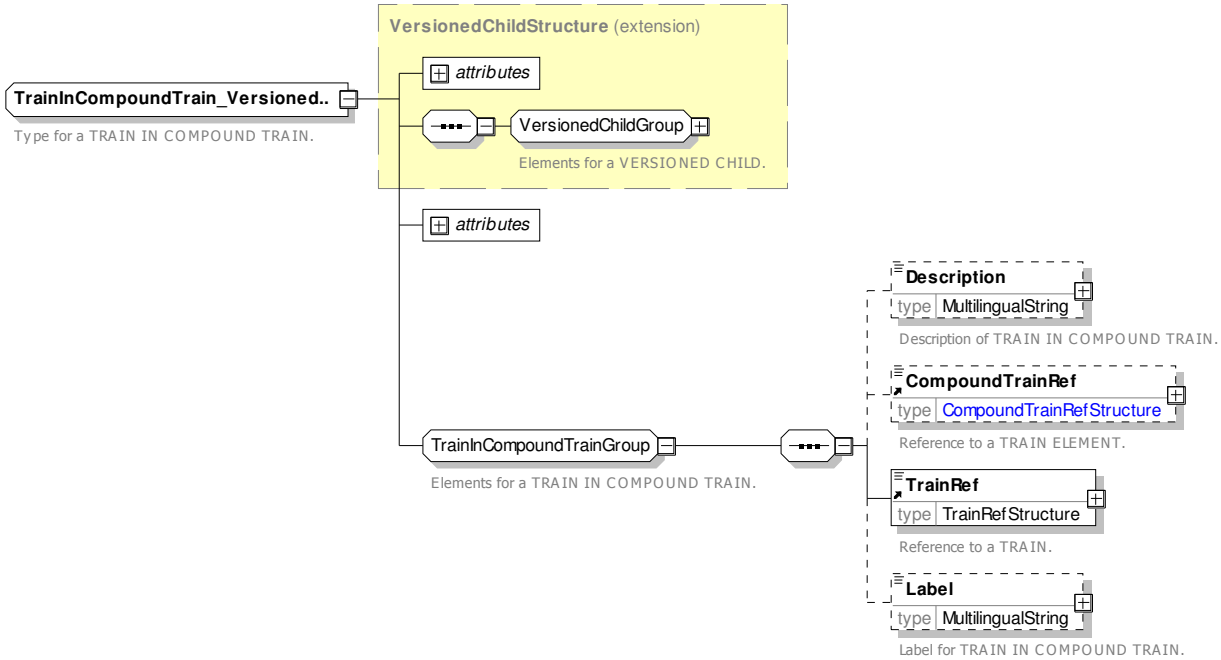 VersionedChildStructure (extension)
attributes
TrainInCompoundTrain_Versioned..
Type for a TRAIN IN COMPOUND TRAIN.
VersionedChildGroup
Elements for a VERSIONED CHILD.
attributes
Description
type MultilingualString
Description of TRAIN IN COMPOUND TRAIN.
CompoundTrainRef
type CompoundTrainRefStructure
Reference to a TRAIN ELEMENT.
TrainInCompoundTrainGroup
Elements for a TRAIN IN COMPOUND TRAIN.
TrainRef
type TrainRefStructure
Reference to a TRAIN.
Label
type MultilingualString
Label for TRAIN IN COMPOUND TRAIN.